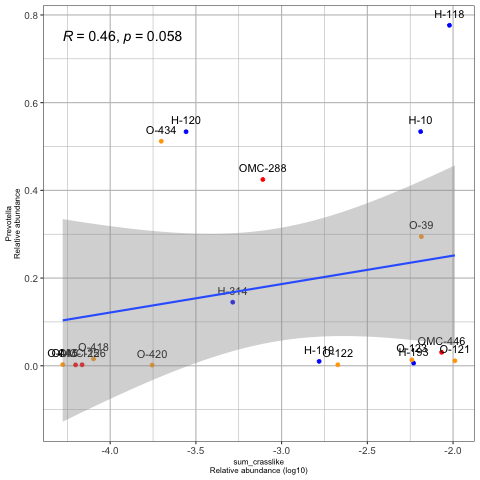 R = 0.46, p = 0.058
H-118
H-120
O-434
H-10
OMC-288
O-39
H-314
O-418
O-420
H-119
O-122
O-123
H-193
OMC-446
O-121
0.8
0.6
0.4
0.2
0.0
-4.0
-3.5
-3.0
-2.5
-2.0
Prevotella
Relative abundance
sum_crasslike
Relative abundance (log10)